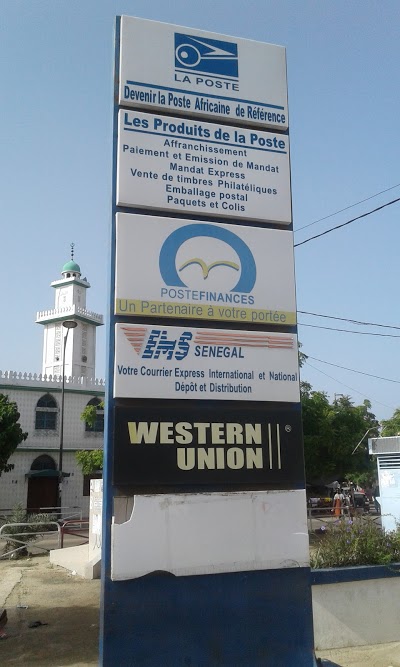 LA POSTE
Devenir la Poste Africaine de Référence
Les Produits de la Poste
Affranchissement
Paiement et Emission de Mandat
Mandat Express
Vente de timbres Philatéliques
Emballage postal
Paquets et Colis
POSTEFINANCES
Un Partenaire à votre portée
EMS SENEGAL
Votre Courrier Express International et National
Dépôt et Distribution
WESTERN
UNION ®